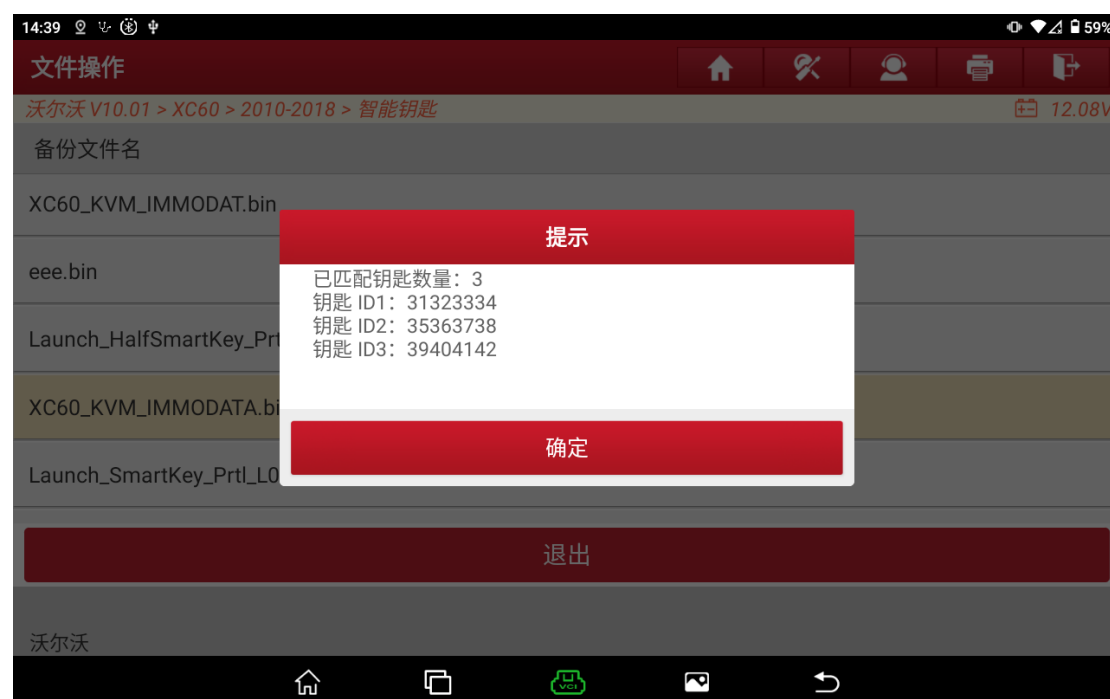 14:39
59%
文件操作
沃尔沃 V10.01 > XC60 > 2010-2018 > 智能钥匙
12.08V
备份文件名
XC60_KVM_IMMODAT.bin
eee.bin
Launch_HalfSmartKey_Prt
XC60_KVM_IMMODATA.bi
Launch_SmartKey_Prtl_L0
提示
已匹配钥匙数量：3
钥匙 ID1：31323334
钥匙 ID2：35363738
钥匙 ID3：39404142
确定
退出
沃尔沃
VCI